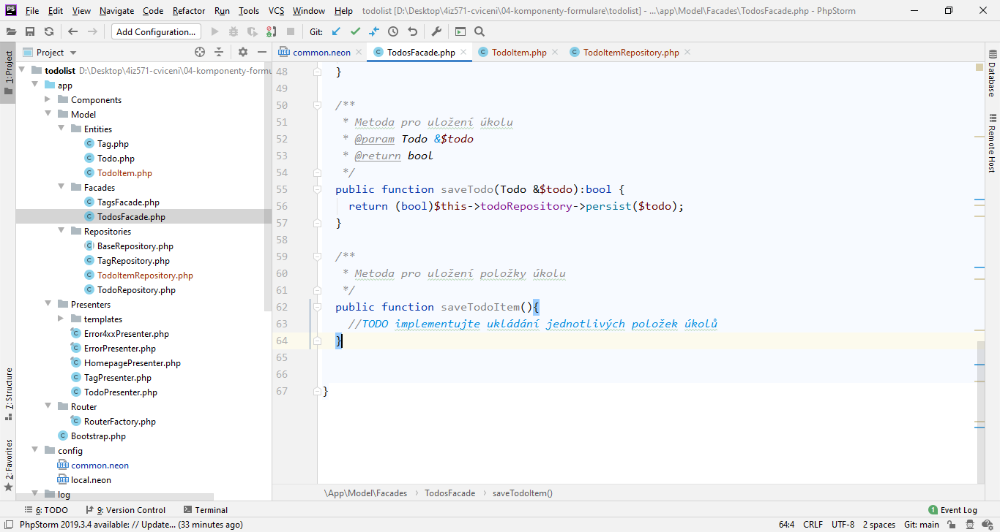 File Edit View Navigate Code Refactor Run Tools VCS Window Help todolist [D:\Desktop\4iz571-cviceni\04-komponenty-formulare\todolist] - ...\app\Model\Facades\TodosFacade.php - PhpStorm
Add Configuration... Git:
Project common.neon TodosFacade.php TodoItem.php TodoItemRepository.php
1: Project
7: Structure
2: Favorites
todolist D:\Desktop\4iz571-cviceni\04-komponenty-formu
app
Components
Model
Entities
Tag.php
Todo.php
TodoItem.php
Facades
TagsFacade.php
TodosFacade.php
Repositories
BaseRepository.php
TagRepository.php
TodoItemRepository.php
TodoRepository.php
Presenters
templates
Error4xxPresenter.php
ErrorPresenter.php
HomepagePresenter.php
TagPresenter.php
TodoPresenter.php
Router
RouterFactory.php
Bootstrap.php
config
common.neon
local.neon
log
48 }
49
50 /**
51 * Metoda pro uložení úkolu
52 * @param Todo &$todo
53 * @return bool
54 */
55 public function saveTodo(Todo &$todo):bool {
56 return (bool)$this->todoRepository->persist($todo);
57 }
58
59 /**
60 * Metoda pro uložení položky úkolu
61 */
62 public function saveTodoItem(){
63 //TODO implementujte ukládání jednotlivých položek úkolů
64 }
65
66
67 }
Database
Remote Host
\App\Model\Facades › TodosFacade › saveTodoItem()
6: TODO 9: Version Control Terminal 1 Event Log
PhpStorm 2019.3.4 available: // Update... (33 minutes ago) 64:4 CRLF UTF-8 2 spaces Git: main